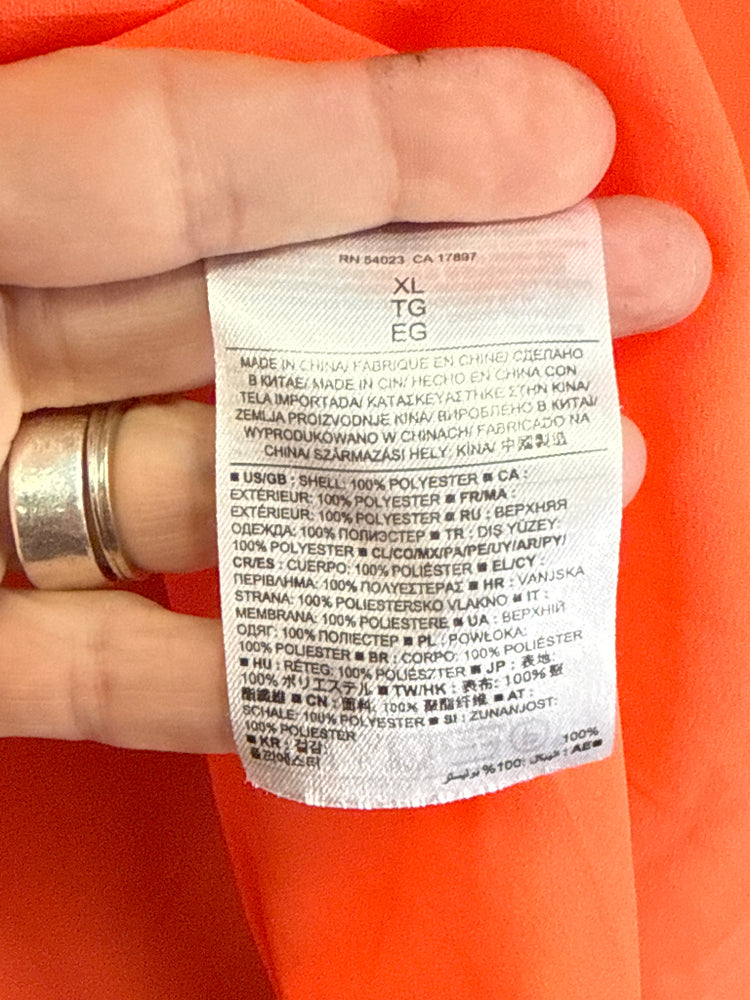 RN 54023 CA 17897
XL
TG
EG
MADE IN CHINA/ FABRIQUE EN CHINE/ СДЕЛАНО
В КИТАЕ/ MADE IN CIN/ HECHO EN CHINA CON
TELA IMPORTADA/ ΚΑΤΑΣΚΕΥΑΣΤΗΚΕ ΣΤΗΝ ΚΙΝΑ/
ZEMLJA PROIZVODNJE KINA/ ВИРОБЛЕНО В КИТАЇ/
WYPRODUKOWANO W CHINACH/ FABRICADO NA
CHINA/ SZÁRMAZÁSI HELY: KÍNA/ 中國製造
■ US/GB : SHELL: 100% POLYESTER ■ CA :
EXTÉRIEUR: 100% POLYESTER ■ FR/MA :
EXTÉRIEUR: 100% POLYESTER ■ RU : ВЕРХНЯЯ
ОДЕЖДА: 100% ПОЛИЭСТЕР ■ TR : DIŞ YÜZEY:
100% POLYESTER ■ CL/CO/MX/PA/PE/UY/AR/PY/
CR/ES : CUERPO: 100% POLIÉSTER ■ EL/CY :
ΠΕΡΙΒΛΗΜΑ: 100% ΠΟΛΥΕΣΤΕΡΑΣ ■ HR : VANJSKA
STRANA: 100% POLIESTERSKO VLAKNO ■ IT :
MEMBRANA: 100% POLIESTERE ■ UA : ВЕРХНІЙ
ОДЯГ: 100% ПОЛІЕСТЕР ■ PL : POWŁOKA:
100% POLIESTER ■ BR : CORPO: 100% POLIÉSTER
■ HU : RÉTEG: 100% POLIÉSZTER ■ JP : 表地:
100% ポリエステル ■ TW/HK : 表布: 100% 聚
酯纖維 ■ CN : 面料: 100% 聚酯纤维 ■ AT :
SCHALE: 100% POLYESTER ■ SI : ZUNANJOST:
100% POLIESTER
■ KR : 겉감: 100%
폴리에스터
■AE : الهيكل: 100% بوليستر